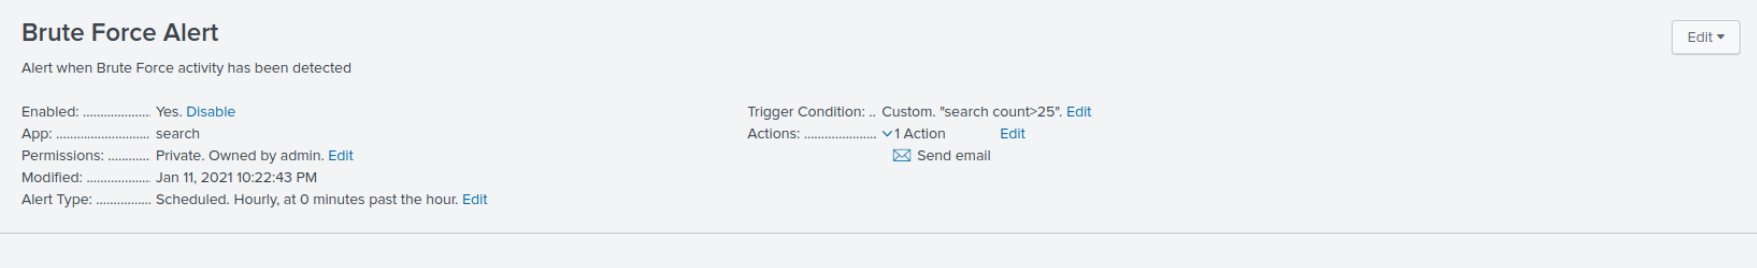 Brute Force Alert
Edit
Alert when Brute Force activity has been detected
Enabled: ................... Yes. Disable
App: .......................... search
Permissions: ............ Private. Owned by admin. Edit
Modified: .................. Jan 11, 2021 10:22:43 PM
Alert Type: ................ Scheduled. Hourly, at 0 minutes past the hour. Edit
Trigger Condition: .. Custom. "search count>25". Edit
Actions: ..................... 1 Action Edit
Send email